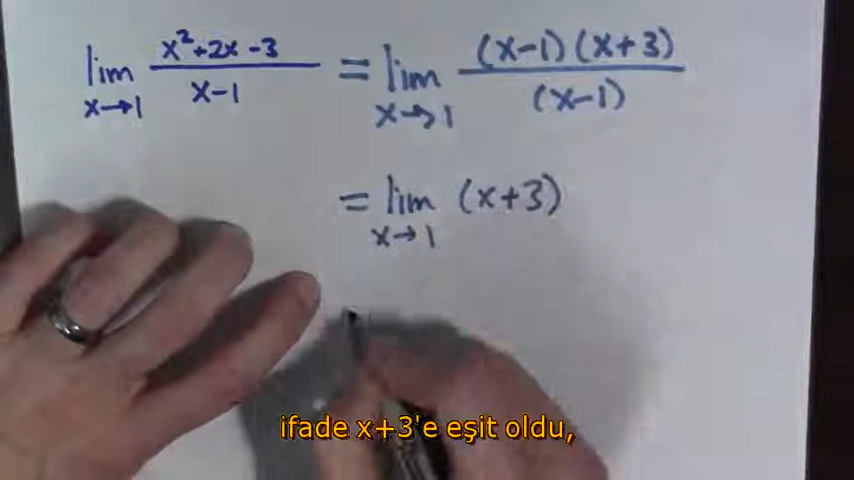 lim x→1 x²+2x-3 / x-1 = lim x→1 (x-1)(x+3) / (x-1)
= lim x→1 (x+3)
ifade x+3'e eşit oldu,